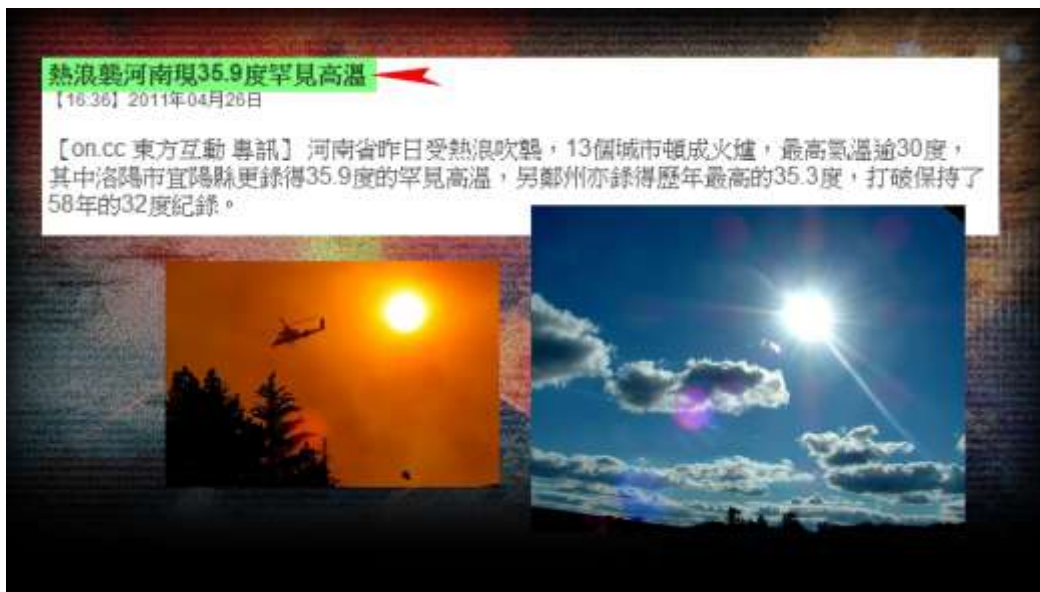 熱浪襲河南現35.9度罕見高溫
【16:36】2011年04月26日
［on.cc 東方互動 專訊］ 河南省昨日受熱浪吹襲，13個城市頓成火爐，最高氣溫逾30度，
其中洛陽市宜陽縣更錄得35.9度的罕見高溫，另鄭州亦錄得歷年最高的35.3度，打破保持了
58年的32度紀錄。